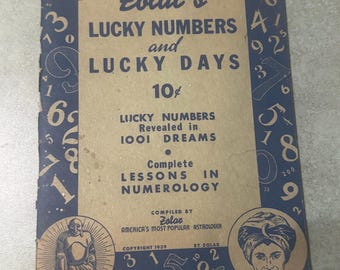 Zolar's
LUCKY NUMBERS
and
LUCKY DAYS
10¢
LUCKY NUMBERS
Revealed in
1001 DREAMS
•
Complete
LESSONS IN
NUMEROLOGY
COMPILED BY
Zolar
AMERICA'S MOST POPULAR ASTROLOGER
COPYRIGHT 1939 BY ZOLAR